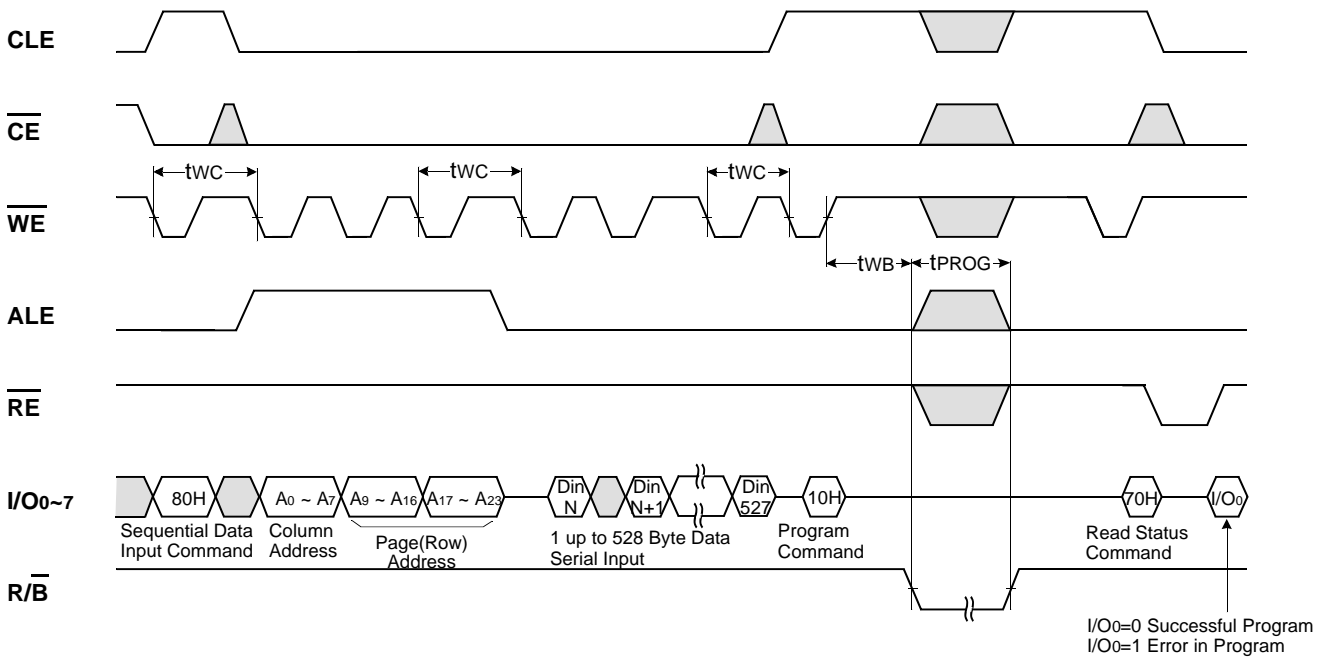 CLE
CE
tWC
tWC
tWC
WE
tWB
tPROG
ALE
RE
I/O0~7
80H
A0 ~ A7
A9 ~ A16
A17 ~ A23
Din
N
Din
N+1
Din
527
10H
70H
I/O0
Sequential Data
Input Command
Column
Address
Page(Row)
Address
1 up to 528 Byte Data
Serial Input
Program
Command
Read Status
Command
R/B
I/O0=0 Successful Program
I/O0=1 Error in Program